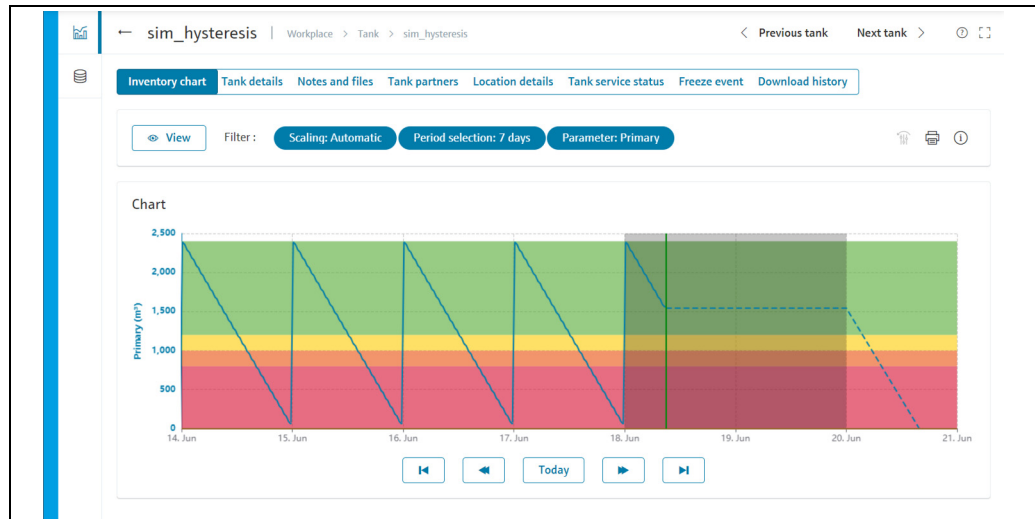 ← sim_hysteresis | Workplace > Tank > sim_hysteresis < Previous tank Next tank >
Inventory chart Tank details Notes and files Tank partners Location details Tank service status Freeze event Download history
View Filter : Scaling: Automatic Period selection: 7 days Parameter: Primary
Chart
Primary (m³)
2,500
2,000
1,500
1,000
500
0
14. Jun 15. Jun 16. Jun 17. Jun 18. Jun 19. Jun 20. Jun 21. Jun
Today